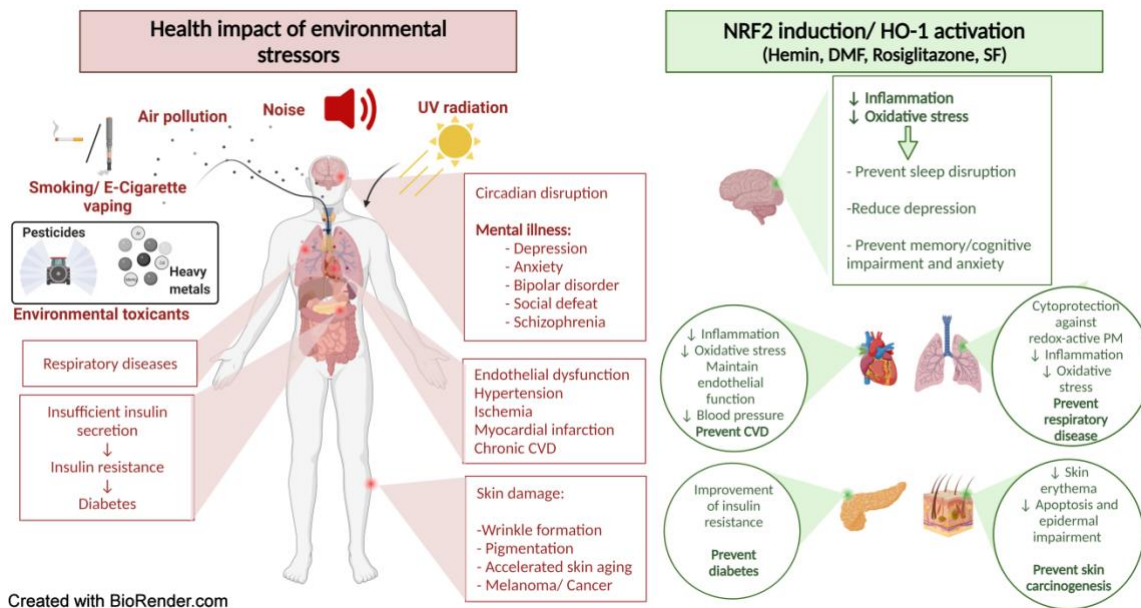 Health impact of environmental
stressors
Air pollution
Noise
UV radiation
Smoking/ E-Cigarette
vaping
Pesticides
Heavy
metals
Environmental toxicants
Respiratory diseases
Insufficient insulin
secretion
↓
Insulin resistance
↓
Diabetes
Circadian disruption
Mental illness:
- Depression
- Anxiety
- Bipolar disorder
- Social defeat
- Schizophrenia
Endothelial dysfunction
Hypertension
Ischemia
Myocardial infarction
Chronic CVD
Skin damage:
-Wrinkle formation
- Pigmentation
- Accelerated skin aging
- Melanoma/ Cancer
NRF2 induction/ HO-1 activation
(Hemin, DMF, Rosiglitazone, SF)
↓ Inflammation
↓ Oxidative stress
- Prevent sleep disruption
-Reduce depression
- Prevent memory/cognitive
impairment and anxiety
↓ Inflammation
↓ Oxidative stress
Maintain
endothelial
function
↓ Blood pressure
Prevent CVD
Cytoprotection
against
redox-active PM
↓ Inflammation
↓ Oxidative
stress
Prevent
respiratory
disease
Improvement
of insulin
resistance
Prevent
diabetes
↓ Skin
erythema
↓ Apoptosis and
epidermal
impairment
Prevent skin
carcinogenesis
Created with BioRender.com